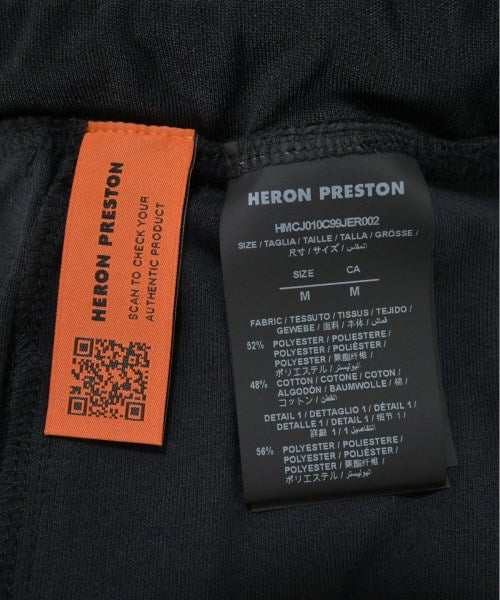 HERON PRESTON
SCAN TO CHECK YOUR
AUTHENTIC PRODUCT
HERON PRESTON
HMCJ010C99JER002
SIZE / TAGLIA / TAILLE / TALLA / GRÖSSE /
尺寸 / サイズ / المقاس
SIZE CA
M M
FABRIC / TESSUTO / TISSUS / TEJIDO /
GEWEBE / 面料 / 本体 / قماش
52% POLYESTER / POLIESTERE /
POLYESTER / POLIÉSTER /
POLYESTER / 聚酯纤维 /
ポリエステル / البوليستر
48% COTTON / COTONE / COTON /
ALGODÓN / BAUMWOLLE / 棉 /
コットン / القطن
DETAIL 1 / DETTAGLIO 1 / DÉTAIL 1 /
DETALLE 1 / DETAIL 1 / 细节 1 /
詳細 1 / التفاصيل 1
56% POLYESTER / POLIESTERE /
POLYESTER / POLIÉSTER /
POLYESTER / 聚酯纤维 /
ポリエステル / البوليستر